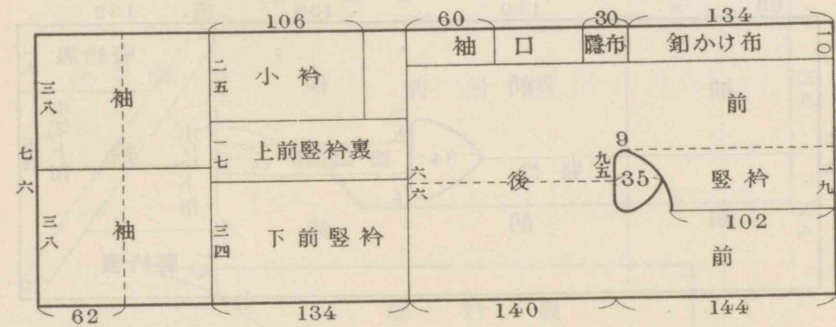 106 60 30 134
袖 口 隠布 釦かけ布 一〇
二五 小衿
三八 袖 前
上前竪衿裏 一七
9
七六 六六 後 九五 35 竪衿 一九
102
三八 袖 三四 下前竪衿 前
62 134 140 144